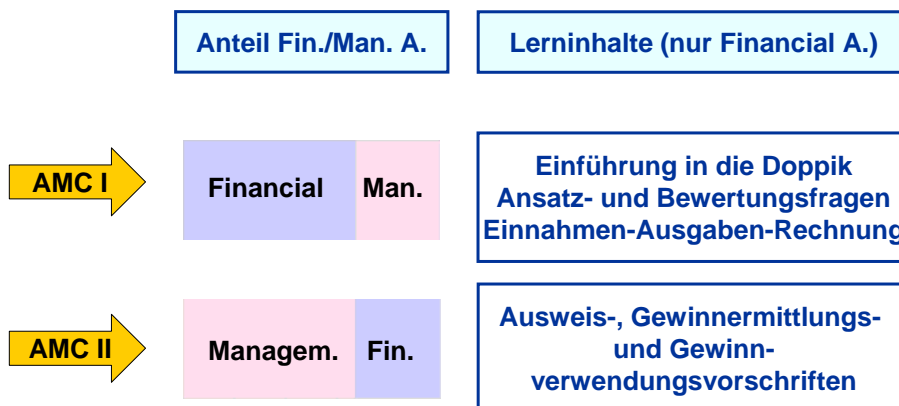 Anteil Fin./Man. A.
Lerninhalte (nur Financial A.)
AMC I
Financial
Man.
Einführung in die Doppik
Ansatz- und Bewertungsfragen
Einnahmen-Ausgaben-Rechnung
AMC II
Managem.
Fin.
Ausweis-, Gewinnermittlungs-
und Gewinn-
verwendungsvorschriften